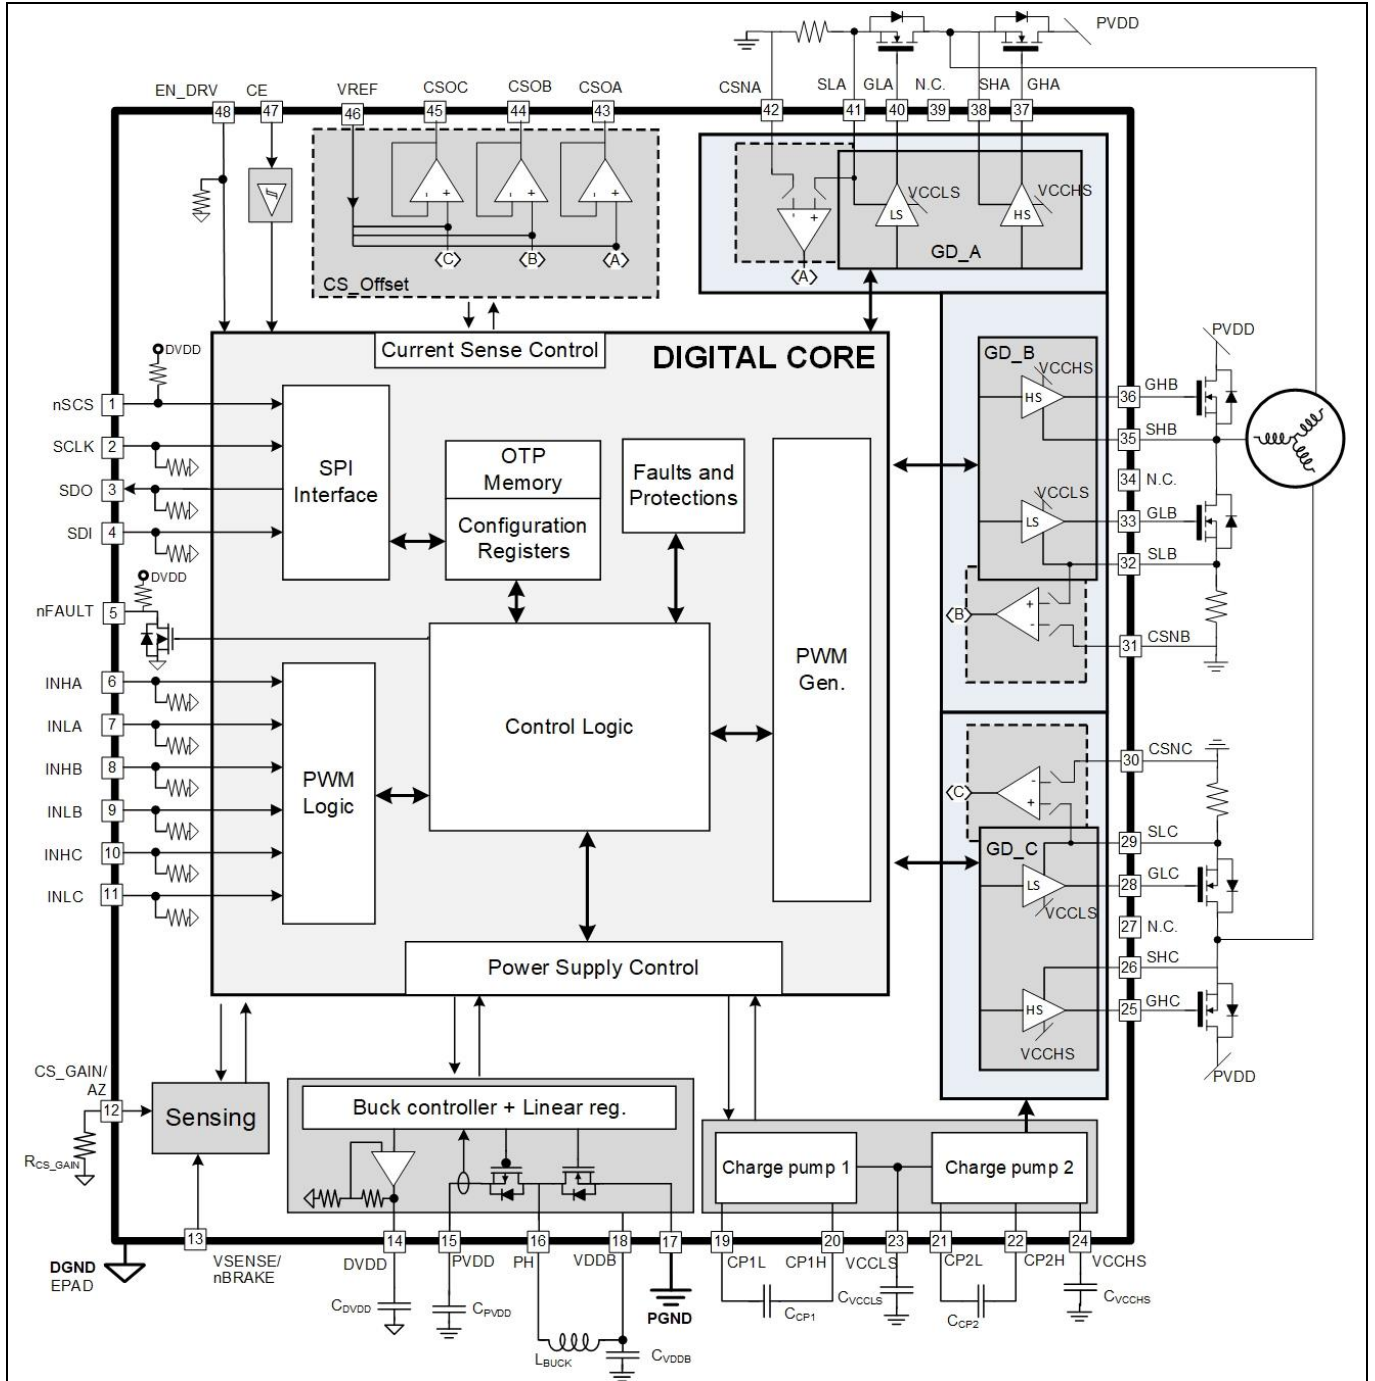 PVDD
CSNA SLA GLA N.C. SHA GHA
EN_DRV CE VREF CSOC CSOB CSOA
48 47 46 45 44 43 42 41 40 39 38 37
- + - + - +
- +
VCCLS VCCHS
LS HS
GD_A
C B A
A
CS_Offset
Current Sense Control
DIGITAL CORE
DVDD
nSCS 1
SCLK 2
SDO 3
SDI 4
DVDD
nFAULT 5
INHA 6
INLA 7
INHB 8
INLB 9
INHC 10
INLC 11
SPI
Interface
OTP
Memory
Configuration
Registers
Faults and
Protections
PWM
Gen.
Control Logic
PWM
Logic
Power Supply Control
GD_B
VCCHS
HS
VCCLS
LS
B
+
-
PVDD
36 GHB
35 SHB
34 N.C.
33 GLB
32 SLB
31 CSNB
C
-
+
GD_C
LS
VCCLS
HS
VCCHS
30 CSNC
29 SLC
28 GLC
27 N.C.
26 SHC
25 GHC
PVDD
CS_GAIN/
AZ
12
RCS_GAIN
Sensing
Buck controller + Linear reg.
Charge pump 1
Charge pump 2
13 14 15 16 18 17 19 20 23 21 22 24
DGND
EPAD
VSENSE/
nBRAKE
DVDD PVDD PH VDDB
CP1L CP1H VCCLS CP2L CP2H VCCHS
CDVDD
CPVDD
PGND
LBUCK
CVDDB
CCP1
CVCCLS
CCP2
CVCCHS